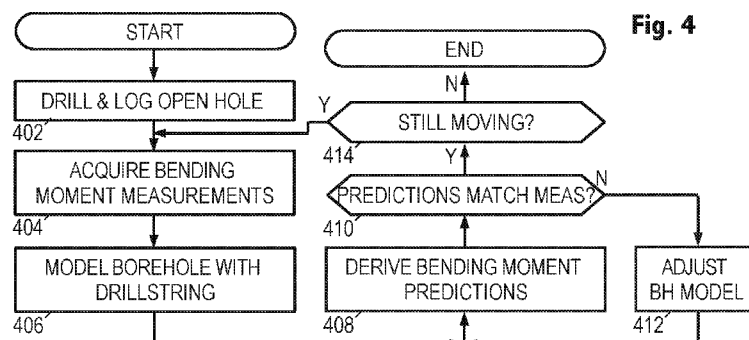 START
DRILL & LOG OPEN HOLE
402
ACQUIRE BENDING
MOMENT MEASUREMENTS
404
MODEL BOREHOLE WITH
DRILLSTRING
406
Fig. 4
END
N
Y
STILL MOVING?
414
Y
PREDICTIONS MATCH MEAS?
N
410
DERIVE BENDING MOMENT
PREDICTIONS
408
ADJUST
BH MODEL
412